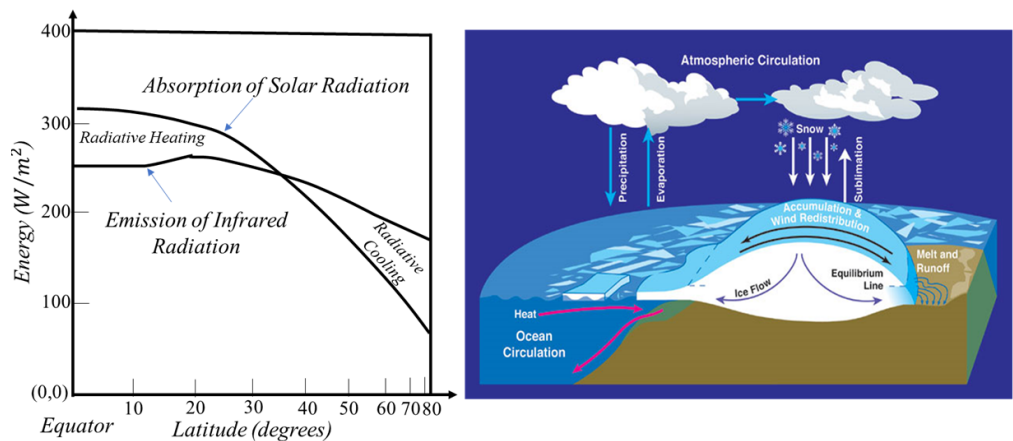 400
300
200
100
(0,0)
Energy (W/m²)
Absorption of Solar Radiation
Radiative Heating
Emission of Infrared
Radiation
Radiative
Cooling
10
20
30
40
50
60
70
80
Equator
Latitude (degrees)
Atmospheric Circulation
Precipitation
Evaporation
Snow
Sublimation
Accumulation &
Wind Redistribution
Melt and
Runoff
Equilibrium
Line
Ice Flow
Heat
Ocean
Circulation